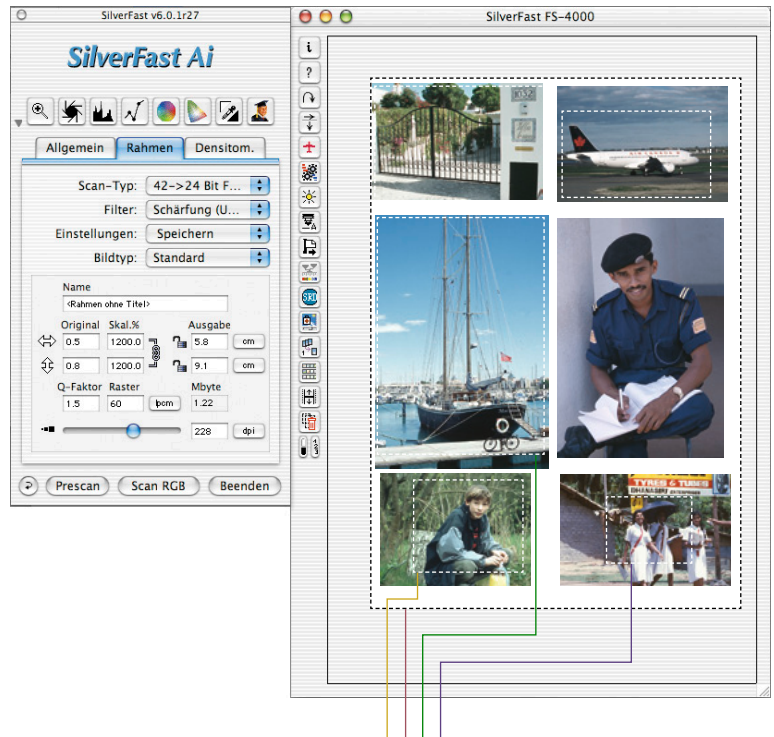 SilverFast v6.0.1r27
SilverFast Ai
Allgemein Rahmen Densitom.
Scan-Typ: 42->24 Bit F...
Filter: Schärfung (U...
Einstellungen: Speichern
Bildtyp: Standard
Name
<Rahmen ohne Titel>
Original Skal.% Ausgabe
0.5 1200.0 5.8 cm
0.8 1200.0 9.1 cm
Q-Faktor Raster Mbyte
1.5 60 lpcm 1.22
228 dpi
Prescan Scan RGB Beenden
SilverFast FS-4000
i
?
A
SRD
AIR CANADA
TYRES & TUBES